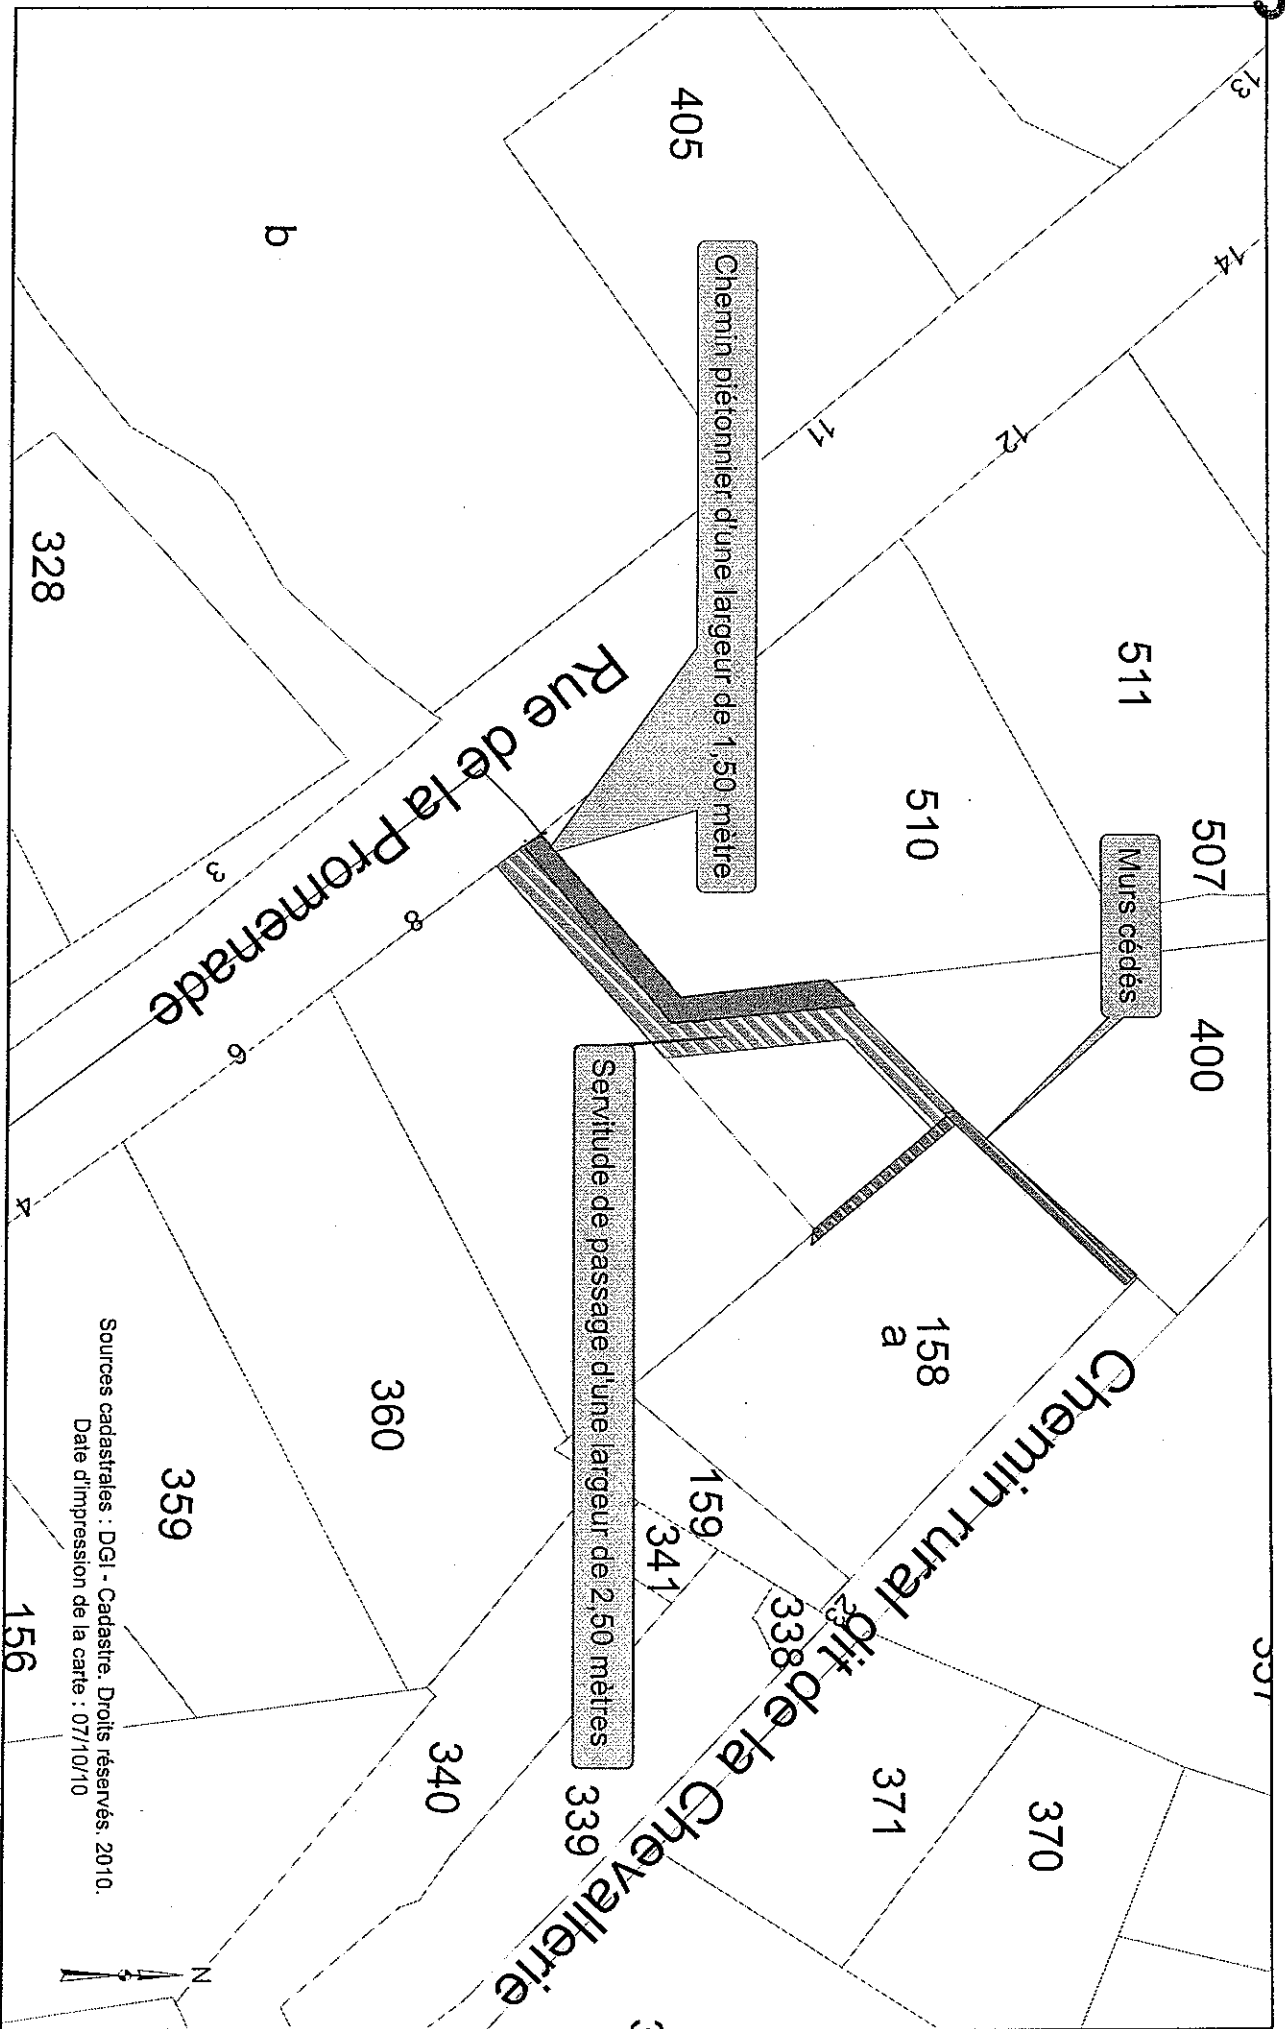 13
14
405
b
Chemin piétonnier d'une largeur de 1,50 mètre
11
12
328
511
507
Murs cédés
510
400
Rue de la Promenade
3
8
6
4
Servitude de passage d'une largeur de 2,50 mètres
158
a
Chemin rural dit de la Chevallerie
360
359
159
341
338
23
156
340
339
371
370
Sources cadastrales : DGI - Cadastre. Droits réservés. 2010.
Date d'impression de la carte : 07/10/10
N